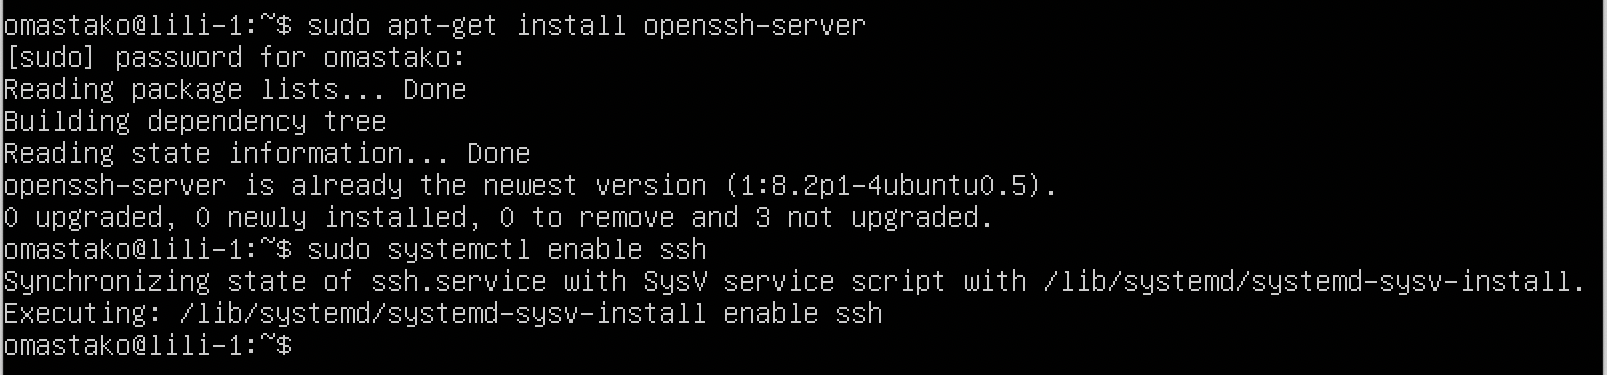 omastako@lili-1:~$ sudo apt-get install openssh-server
[sudo] password for omastako:
Reading package lists... Done
Building dependency tree
Reading state information... Done
openssh-server is already the newest version (1:8.2p1-4ubuntu0.5).
0 upgraded, 0 newly installed, 0 to remove and 3 not upgraded.
omastako@lili-1:~$ sudo systemctl enable ssh
Synchronizing state of ssh.service with SysV service script with /lib/systemd/systemd-sysv-install.
Executing: /lib/systemd/systemd-sysv-install enable ssh
omastako@lili-1:~$